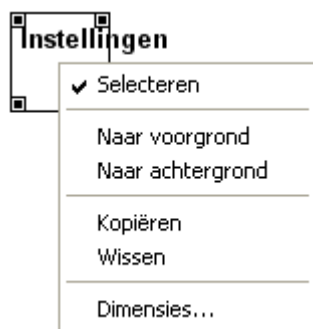 Instellingen
Selecteren
Naar voorgrond
Naar achtergrond
Kopiëren
Wissen
Dimensies...